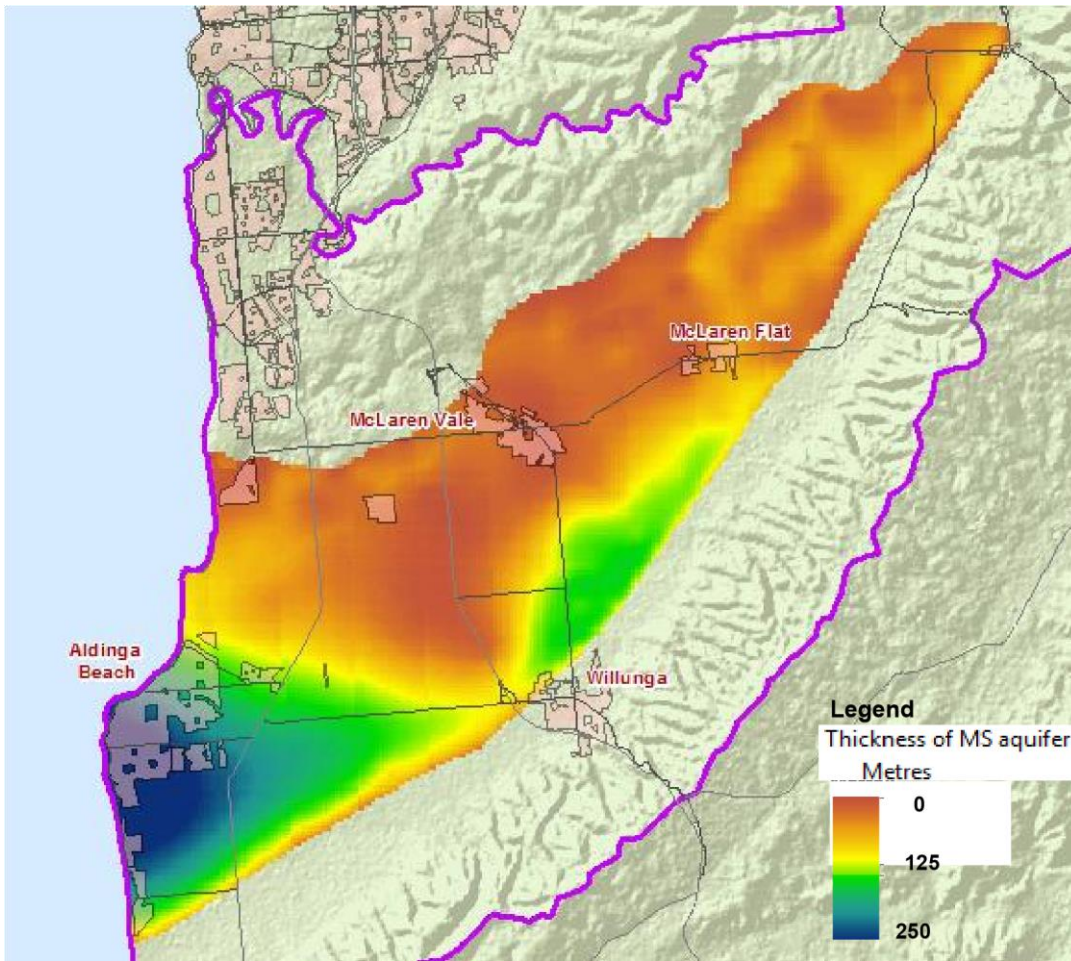 McLaren Flat
McLaren Vale
Aldinga
Beach
Willunga
Legend
Thickness of MS aquifer
Metres
0
125
250